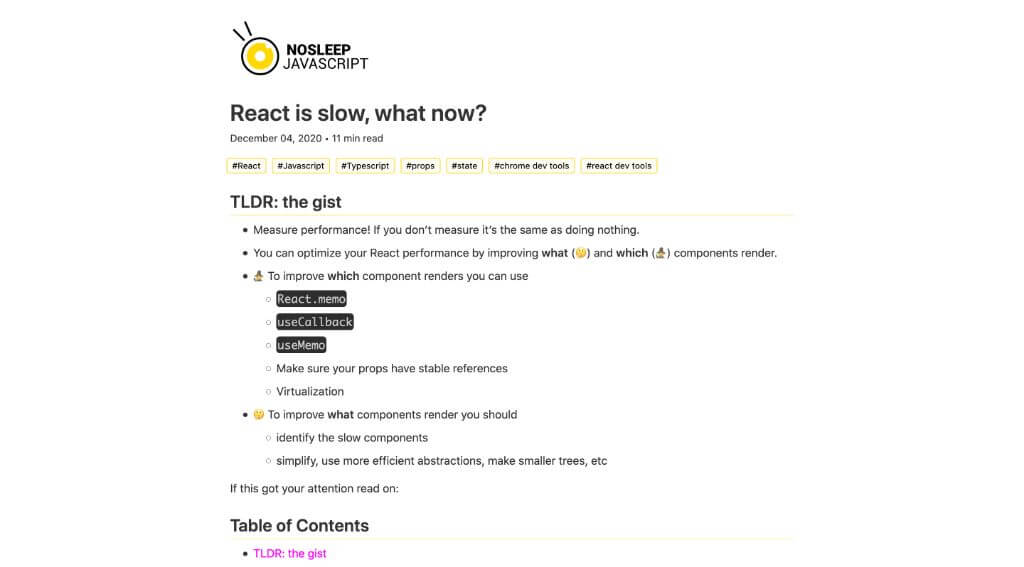 NOSLEEP
JAVASCRIPT
React is slow, what now?
December 04, 2020 • 11 min read
#React #Javascript #Typescript #props #state #chrome dev tools #react dev tools
TLDR: the gist
• Measure performance! If you don’t measure it’s the same as doing nothing.
• You can optimize your React performance by improving what (🤔) and which (🧙‍♀️) components render.
• 🧙‍♀️ To improve which component renders you can use
○ React.memo
○ useCallback
○ useMemo
○ Make sure your props have stable references
○ Virtualization
• 🤔 To improve what components render you should
○ identify the slow components
○ simplify, use more efficient abstractions, make smaller trees, etc
If this got your attention read on:
Table of Contents
• TLDR: the gist